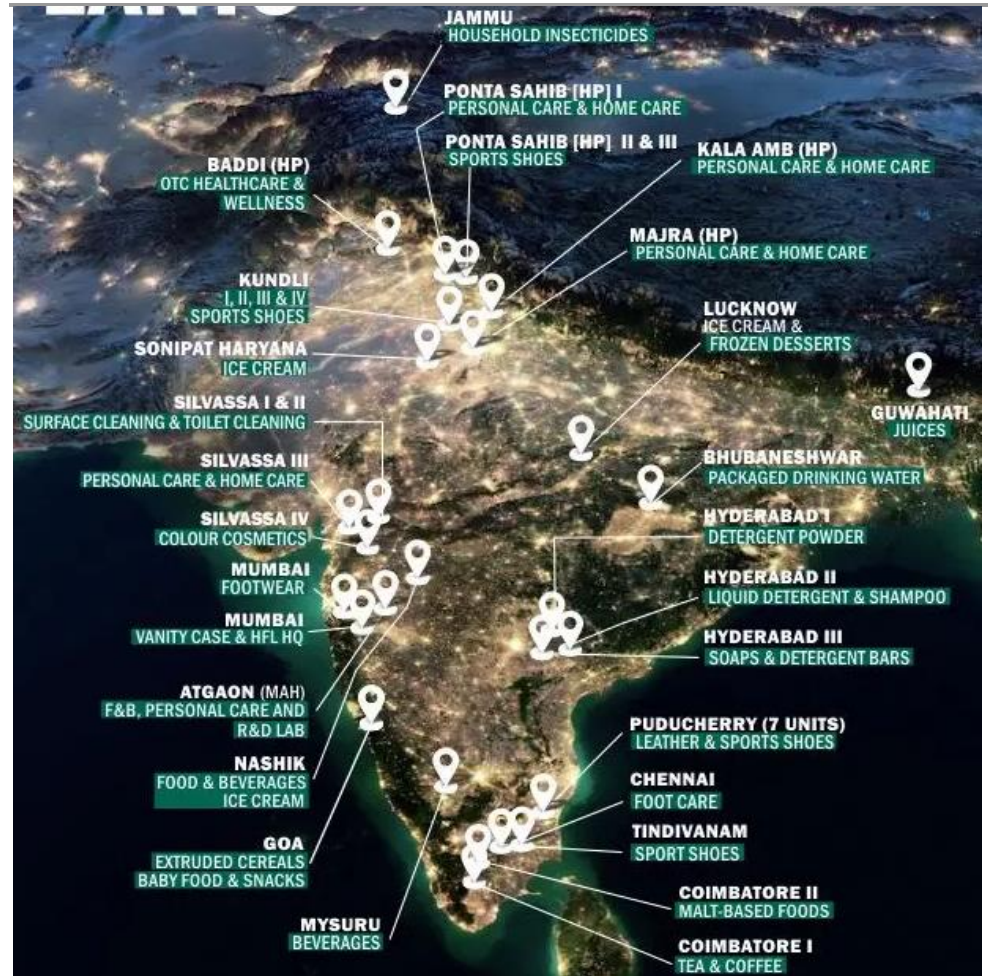 JAMMU
HOUSEHOLD INSECTICIDES
PONTA SAHIB [HP] I
PERSONAL CARE & HOME CARE
PONTA SAHIB [HP] II & III
SPORTS SHOES
KALA AMB (HP)
PERSONAL CARE & HOME CARE
BADDI (HP)
OTC HEALTHCARE &
WELLNESS
MAJRA (HP)
PERSONAL CARE & HOME CARE
KUNDLI
I, II, III & IV
SPORTS SHOES
LUCKNOW
ICE CREAM &
FROZEN DESSERTS
SONIPAT HARYANA
ICE CREAM
GUWAHATI
JUICES
SILVASSA I & II
SURFACE CLEANING & TOILET CLEANING
BHUBANESHWAR
PACKAGED DRINKING WATER
SILVASSA III
PERSONAL CARE & HOME CARE
SILVASSA IV
COLOUR COSMETICS
HYDERABAD I
DETERGENT POWDER
MUMBAI
FOOTWEAR
HYDERABAD II
LIQUID DETERGENT & SHAMPOO
MUMBAI
VANITY CASE & HFL HQ
HYDERABAD III
SOAPS & DETERGENT BARS
ATGAON (MAH)
F&B, PERSONAL CARE AND
R&D LAB
PUDUCHERRY (7 UNITS)
LEATHER & SPORTS SHOES
NASHIK
FOOD & BEVERAGES
ICE CREAM
CHENNAI
FOOT CARE
TINDIVANAM
SPORT SHOES
GOA
EXTRUDED CEREALS
BABY FOOD & SNACKS
COIMBATORE II
MALT-BASED FOODS
MYSURU
BEVERAGES
COIMBATORE I
TEA & COFFEE